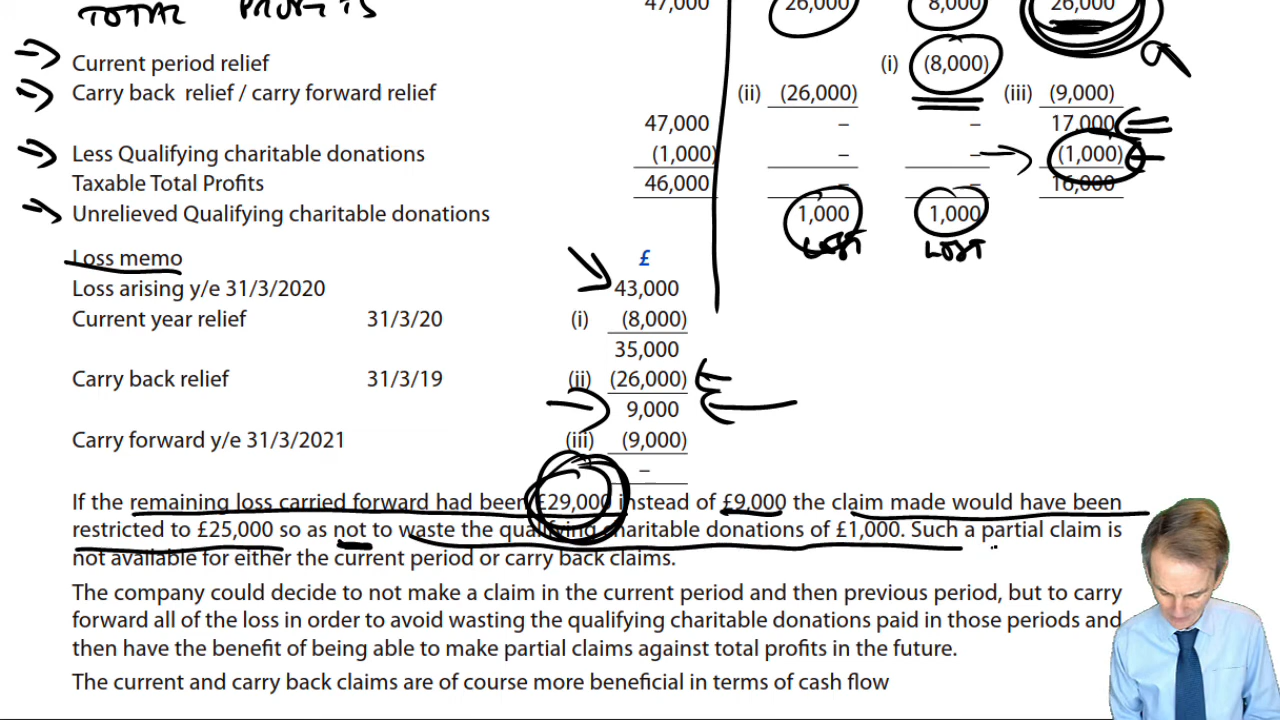 TOTAL PROFITS 47,000 26,000 8,000 26,000
Current period relief (i) (8,000)
Carry back relief / carry forward relief (ii) (26,000) (iii) (9,000)
47,000 – – 17,000
Less Qualifying charitable donations (1,000) – – (1,000)
Taxable Total Profits 46,000 – – 16,000
Unrelieved Qualifying charitable donations 1,000 1,000
LOST LOST
Loss memo £
Loss arising y/e 31/3/2020 43,000
Current year relief 31/3/20 (i) (8,000)
35,000
Carry back relief 31/3/19 (ii) (26,000)
9,000
Carry forward y/e 31/3/2021 (iii) (9,000)
–
If the remaining loss carried forward had been £29,000 instead of £9,000 the claim made would have been
restricted to £25,000 so as not to waste the qualifying charitable donations of £1,000. Such a partial claim is
not available for either the current period or carry back claims.
The company could decide to not make a claim in the current period and then previous period, but to carry
forward all of the loss in order to avoid wasting the qualifying charitable donations paid in those periods and
then have the benefit of being able to make partial claims against total profits in the future.
The current and carry back claims are of course more beneficial in terms of cash flow